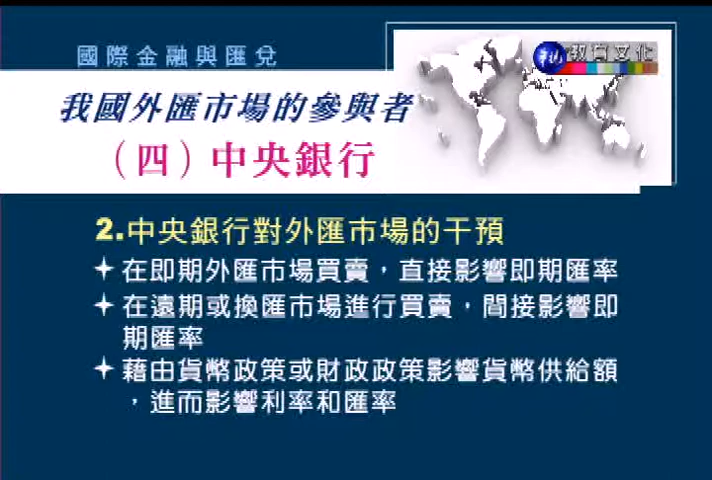 國際金融與匯兌
華視 教育文化
我國外匯市場的參與者
（四）中央銀行
2.中央銀行對外匯市場的干預
在即期外匯市場買賣，直接影響即期匯率
在遠期或換匯市場進行買賣，間接影響即
期匯率
藉由貨幣政策或財政政策影響貨幣供給額
，進而影響利率和匯率